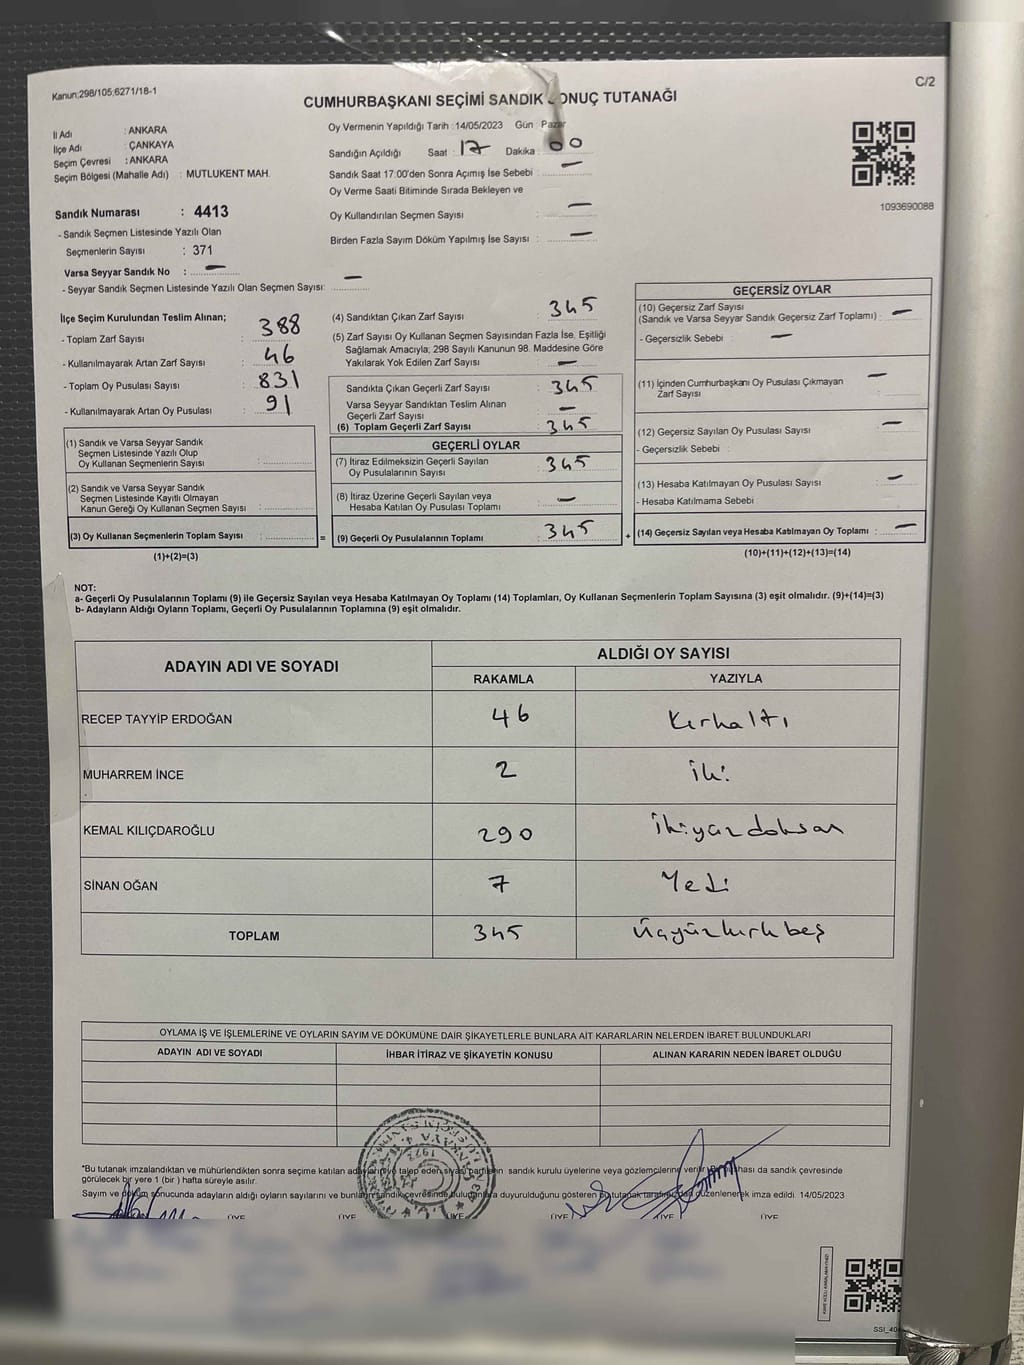 Kanun;298/105;6271/18-1
C/2
CUMHURBAŞKANI SEÇİMİ SANDIK ONUÇ TUTANAĞI
İl Adı : ANKARA
İlçe Adı : ÇANKAYA
Seçim Çevresi : ANKARA
Seçim Bölgesi (Mahalle Adı) : MUTLUKENT MAH.
Sandık Numarası : 4413
- Sandık Seçmen Listesinde Yazılı Olan
Seçmenlerin Sayısı : 371
Varsa Seyyar Sandık No : —
- Seyyar Sandık Seçmen Listesinde Yazılı Olan Seçmen Sayısı: —
Oy Vermenin Yapıldığı Tarih :14/05/2023 Gün : Pazar
Sandığın Açıldığı Saat : 17 Dakika : 00
Sandık Saat 17:00'den Sonra Açımış İse Sebebi : —
Oy Verme Saati Bitiminde Sırada Bekleyen ve
Oy Kullandırılan Seçmen Sayısı : —
Birden Fazla Sayım Döküm Yapılmış İse Sayısı : —
1093690088
İlçe Seçim Kurulundan Teslim Alınan;
- Toplam Zarf Sayısı : 388
- Kullanılmayarak Artan Zarf Sayısı : 46
- Toplam Oy Pusulası Sayısı : 831
- Kullanılmayarak Artan Oy Pusulası : 91
(1) Sandık ve Varsa Seyyar Sandık
Seçmen Listesinde Yazılı Olup
Oy Kullanan Seçmenlerin Sayısı :
(2) Sandık ve Varsa Seyyar Sandık
Seçmen Listesinde Kayıtlı Olmayan
Kanun Gereği Oy Kullanan Seçmen Sayısı :
(3) Oy Kullanan Seçmenlerin Toplam Sayısı :
(1)+(2)=(3)
=
(4) Sandıktan Çıkan Zarf Sayısı : 345
(5) Zarf Sayısı Oy Kullanan Seçmen Sayısından Fazla İse, Eşitliği
Sağlamak Amacıyla; 298 Sayılı Kanunun 98. Maddesine Göre
Yakılarak Yok Edilen Zarf Sayısı : —
Sandıkta Çıkan Geçerli Zarf Sayısı : 345
Varsa Seyyar Sandıktan Teslim Alınan
Geçerli Zarf Sayısı : —
(6) Toplam Geçerli Zarf Sayısı : 345
GEÇERLİ OYLAR
(7) İtiraz Edilmeksizin Geçerli Sayılan
Oy Pusulalarının Sayısı : 345
(8) İtiraz Üzerine Geçerli Sayılan veya
Hesaba Katılan Oy Pusulası Toplamı : —
(9) Geçerli Oy Pusulalarının Toplamı : 345
+
GEÇERSİZ OYLAR
(10) Geçersiz Zarf Sayısı
(Sandık ve Varsa Seyyar Sandık Geçersiz Zarf Toplamı) : —
- Geçersizlik Sebebi : —
(11) İçinden Cumhurbaşkanı Oy Pusulası Çıkmayan
Zarf Sayısı : —
(12) Geçersiz Sayılan Oy Pusulası Sayısı : —
- Geçersizlik Sebebi :
(13) Hesaba Katılmayan Oy Pusulası Sayısı : —
- Hesaba Katılmama Sebebi :
(14) Geçersiz Sayılan veya Hesaba Katılmayan Oy Toplamı : —
(10)+(11)+(12)+(13)=(14)
NOT:
a- Geçerli Oy Pusulalarının Toplamı (9) ile Geçersiz Sayılan veya Hesaba Katılmayan Oy Toplamı (14) Toplamları, Oy Kullanan Seçmenlerin Toplam Sayısına (3) eşit olmalıdır. (9)+(14)=(3)
b- Adayların Aldığı Oyların Toplamı, Geçerli Oy Pusulalarının Toplamına (9) eşit olmalıdır.
ADAYIN ADI VE SOYADI ALDIĞI OY SAYISI
RAKAMLA YAZIYLA
RECEP TAYYİP ERDOĞAN 46 Kırkaltı
MUHARREM İNCE 2 İki
KEMAL KILIÇDAROĞLU 290 İkiyüzdoksan
SİNAN OĞAN 7 Yedi
TOPLAM 345 Üçyüzkırkbeş
OYLAMA İŞ VE İŞLEMLERİNE VE OYLARIN SAYIM VE DÖKÜMÜNE DAİR ŞİKAYETLERLE BUNLARA AİT KARARLARIN NELERDEN İBARET BULUNDUKLARI
ADAYIN ADI VE SOYADI İHBAR İTİRAZ VE ŞİKAYETİN KONUSU ALINAN KARARIN NEDEN İBARET OLDUĞU
*Bu tutanak imzalandıktan ve mühürlendikten sonra seçime katılan talep eden siyasi sandık kurulu üyelerine veya gözlemcilerine da sandık çevresinde
görülecek bir yere 1 (bir) hafta süreyle asılır.
Sayım ve döküm sonucunda adayların aldığı oyların sayılarını ve bunların sandık çevresinde duyurulduğunu gösteren düzenlenerek imza edildi. 14/05/2023
ÜYE ÜYE ÜYE ÜYE ÜYE ÜYE